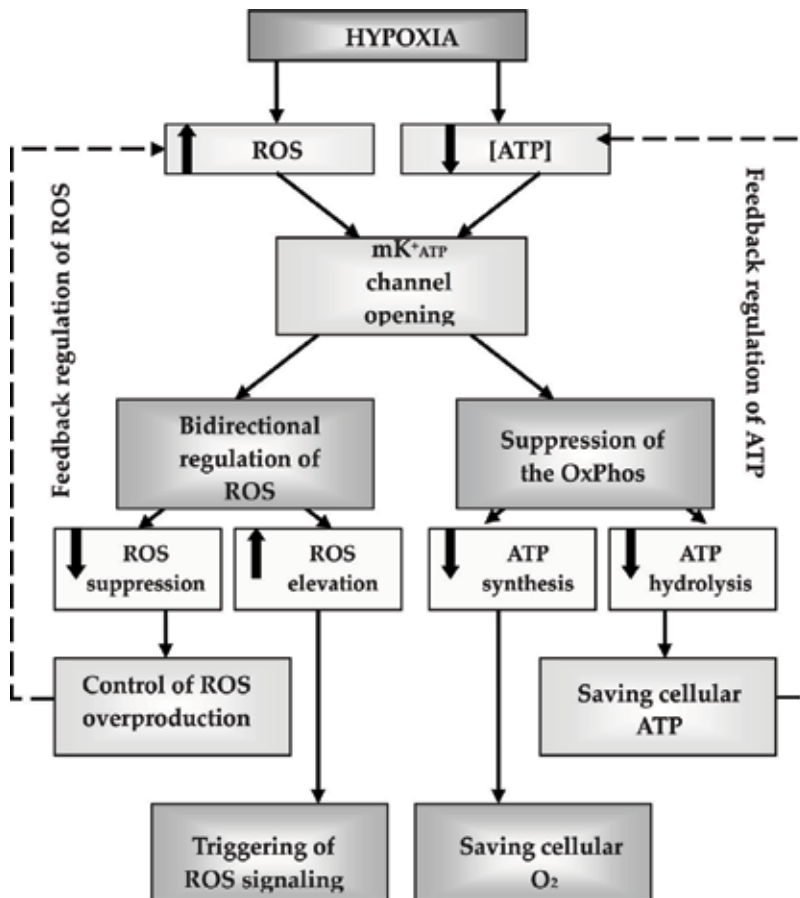 HYPOXIA
ROS
[ATP]
Feedback regulation of ROS
Feedback regulation of ATP
mK⁺ATP
channel
opening
Bidirectional
regulation of
ROS
Suppression of
the OxPhos
ROS
suppression
ROS
elevation
ATP
synthesis
ATP
hydrolysis
Control of ROS
overproduction
Saving cellular
ATP
Triggering of
ROS signaling
Saving cellular
O₂